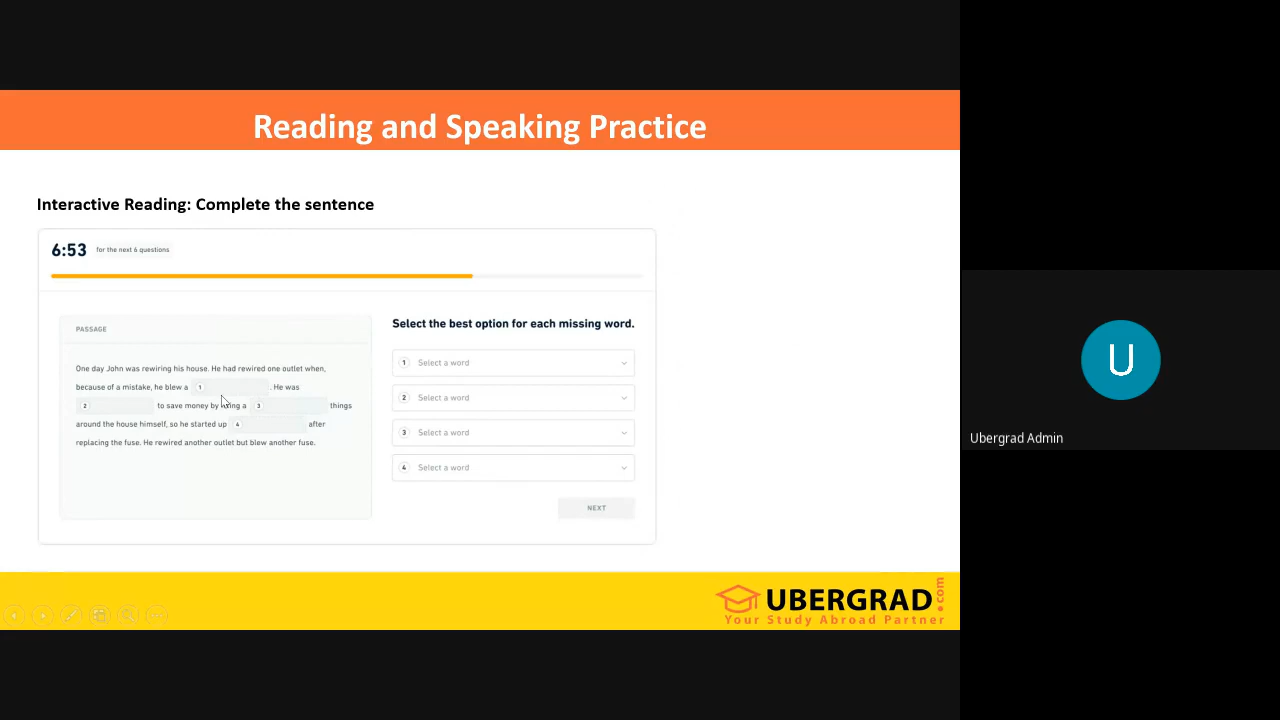 Reading and Speaking Practice
Interactive Reading: Complete the sentence
6:53 for the next 6 questions
PASSAGE
One day John was rewiring his house. He had rewired one outlet when,
because of a mistake, he blew a 1 . He was
2 to save money by fixing a 3 things
around the house himself, so he started up 4 after
replacing the fuse. He rewired another outlet but blew another fuse.
Select the best option for each missing word.
1 Select a word
2 Select a word
3 Select a word
4 Select a word
NEXT
UBERGRAD.com
Your Study Abroad Partner
U
Ubergrad Admin